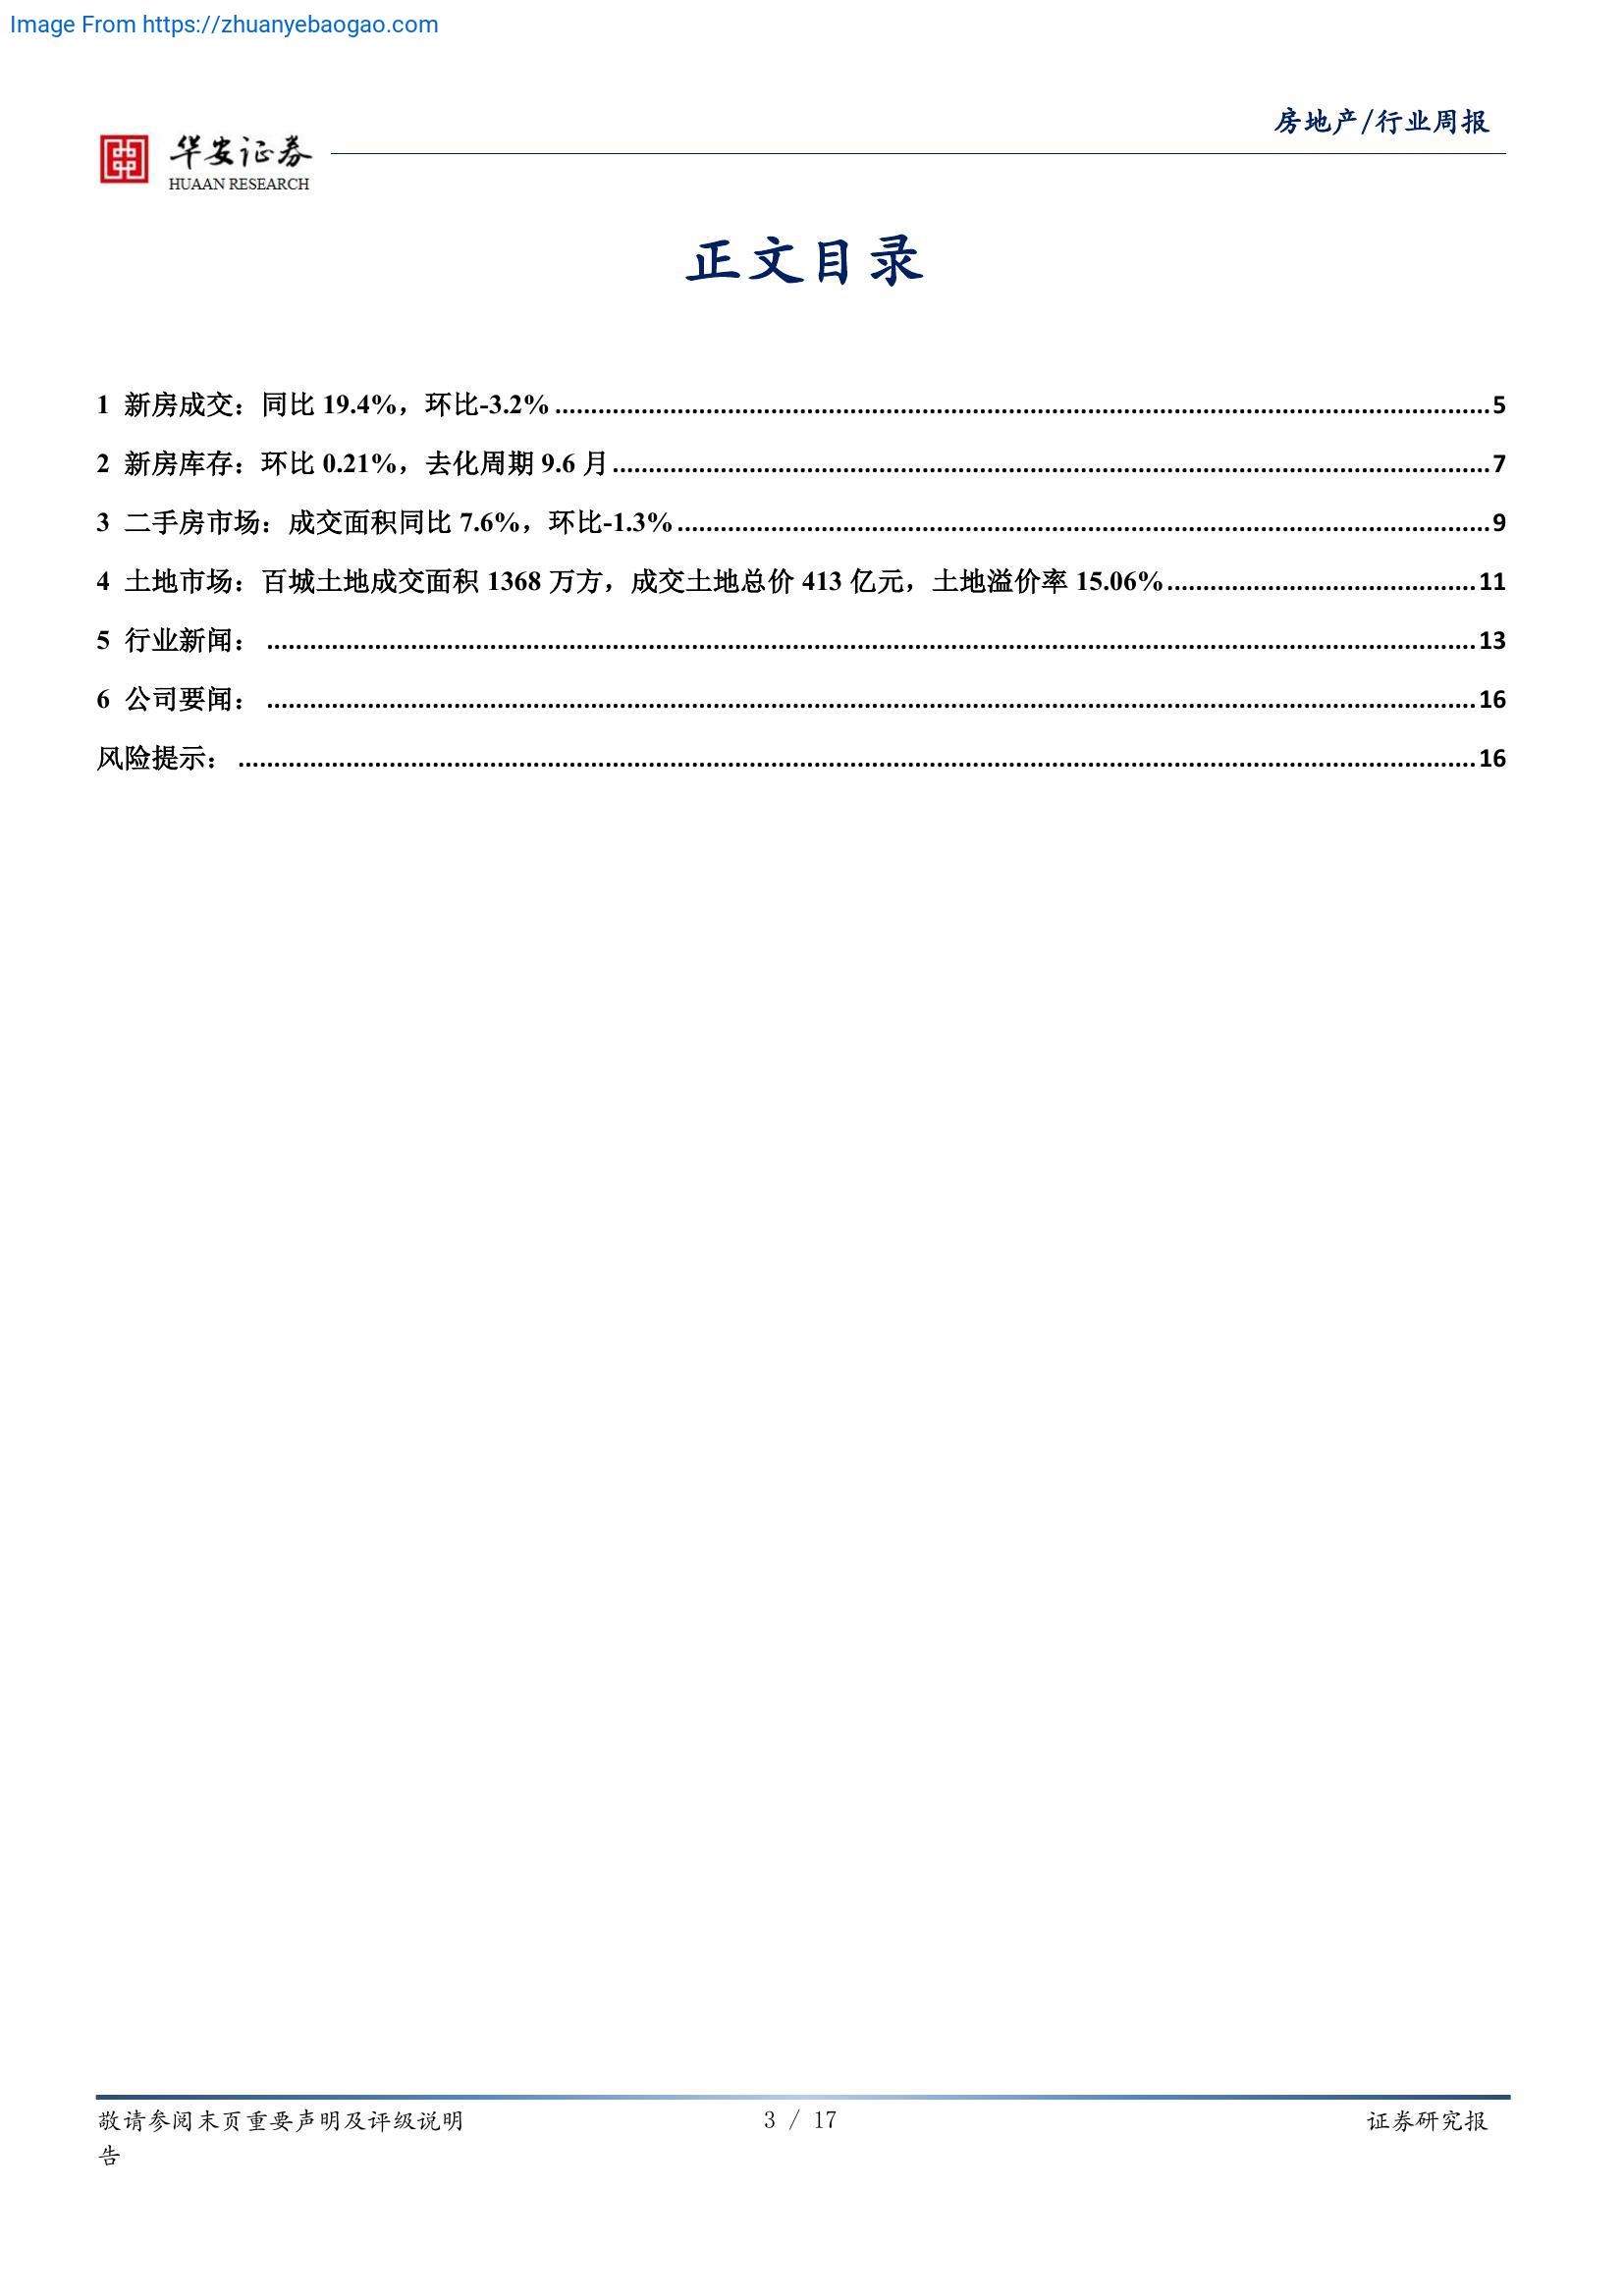 Image From https://zhuanyebaogao.com
房地产/行业周报
华安证券
HUAAN RESEARCH
正文目录
1 新房成交：同比 19.4%，环比-3.2%........................................5
2 新房库存：环比 0.21%，去化周期 9.6 月........................................7
3 二手房市场：成交面积同比 7.6%，环比-1.3%........................................9
4 土地市场：百城土地成交面积 1368 万方，成交土地总价 413 亿元，土地溢价率 15.06%........................................11
5 行业新闻：........................................13
6 公司要闻：........................................16
风险提示：........................................16
敬请参阅末页重要声明及评级说明 3 / 17 证券研究报
告